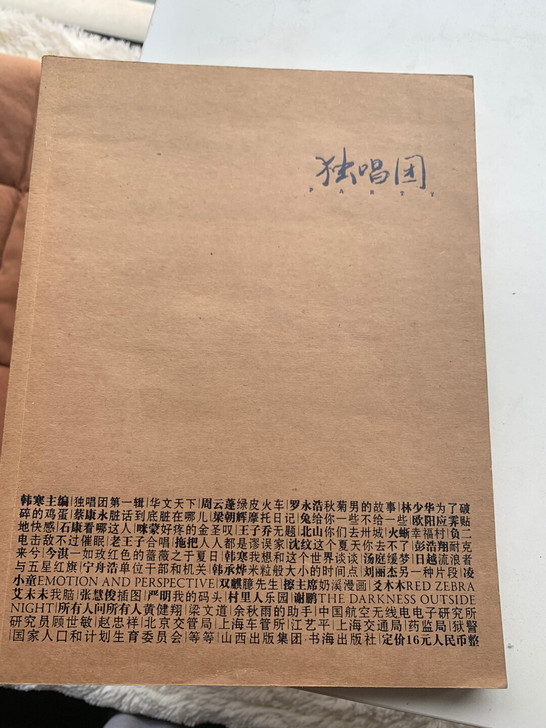 独唱团
PARTY
韩寒主编|独唱团第一辑|华文天下|周云蓬绿皮火车|罗永浩秋菊男的故事|林少华为了破
碎的鸡蛋|蔡康永脏话到底脏在哪儿|梁朝辉摩托日记|兔给你一些不给一些|欧阳应霁贴
地快感|石康看哪这人|咪蒙好疼的金圣叹|王子乔无题|北山你们去卅城|火蜥幸福村|负二
电击敌不过催眠|老王子合唱|拖把人人都是谬误家|沈纹这个夏天你去不了|彭浩翔耐克
来兮|今淇一如玫红色的蔷薇之于夏日|韩寒我想和这个世界谈谈|汤庭缓梦|日越流浪者
与五星红旗|宁舟浩单位干部和机关|韩承烨米粒般大小的时间点|刘丽杰另一种片段|凌
小童EMOTION AND PERSPECTIVE|双麒臆先生|擦主席奶溪漫画|爻木木RED ZEBRA
艾未未我脑|张慧俊插图|严明我的码头|村里人乐园|谢鹏THE DARKNESS OUTSIDE
NIGHT|所有人问所有人黄健翔|梁文道|余秋雨的助手|中国航空无线电电子研究所
研究员顾世敏|赵忠祥|北京交管局|上海车管所|江艺平|上海交通局|药监局|狱警
国家人口和计划生育委员会|等等|山西出版集团·书海出版社|定价16元人民币整